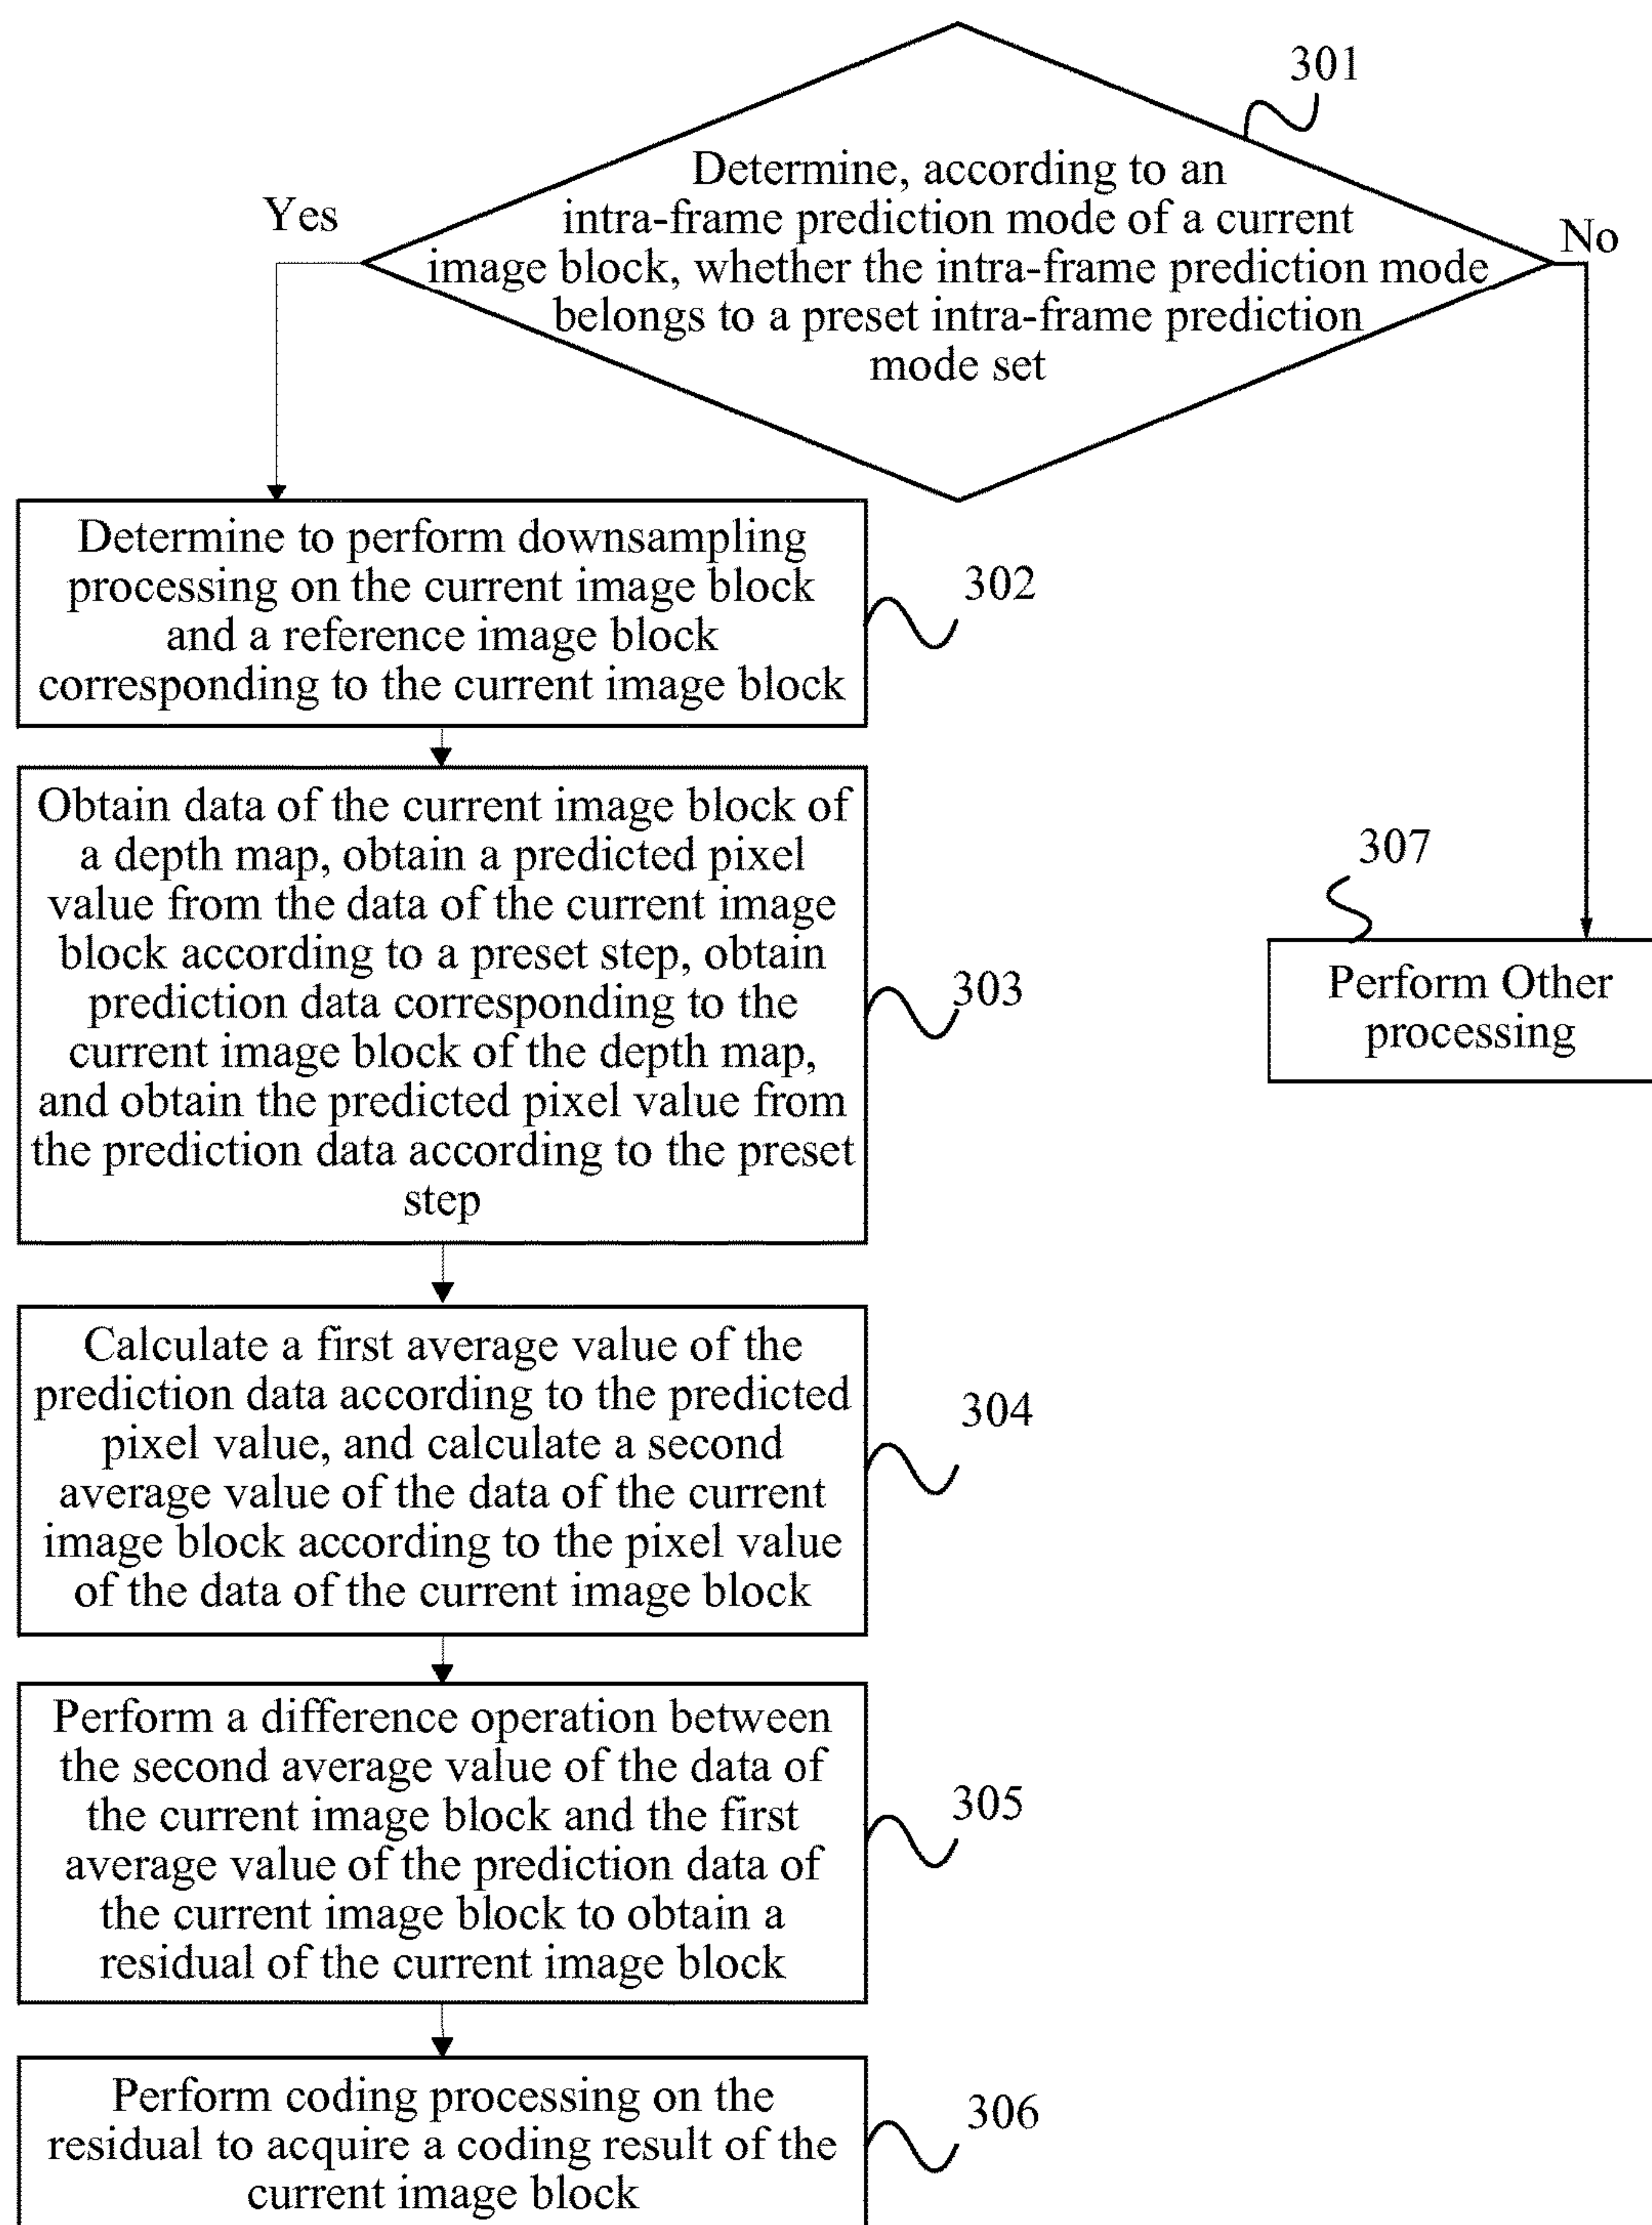 301
Determine, according to an
intra-frame prediction mode of a current
image block, whether the intra-frame prediction mode
belongs to a preset intra-frame prediction
mode set
Yes
No
Determine to perform downsampling
processing on the current image block
and a reference image block
corresponding to the current image block
302
Obtain data of the current image block of
a depth map, obtain a predicted pixel
value from the data of the current image
block according to a preset step, obtain
prediction data corresponding to the
current image block of the depth map,
and obtain the predicted pixel value from
the prediction data according to the preset
step
303
307
Perform Other
processing
Calculate a first average value of the
prediction data according to the predicted
pixel value, and calculate a second
average value of the data of the current
image block according to the pixel value
of the data of the current image block
304
Perform a difference operation between
the second average value of the data of
the current image block and the first
average value of the prediction data of
the current image block to obtain a
residual of the current image block
305
Perform coding processing on the
residual to acquire a coding result of the
current image block
306